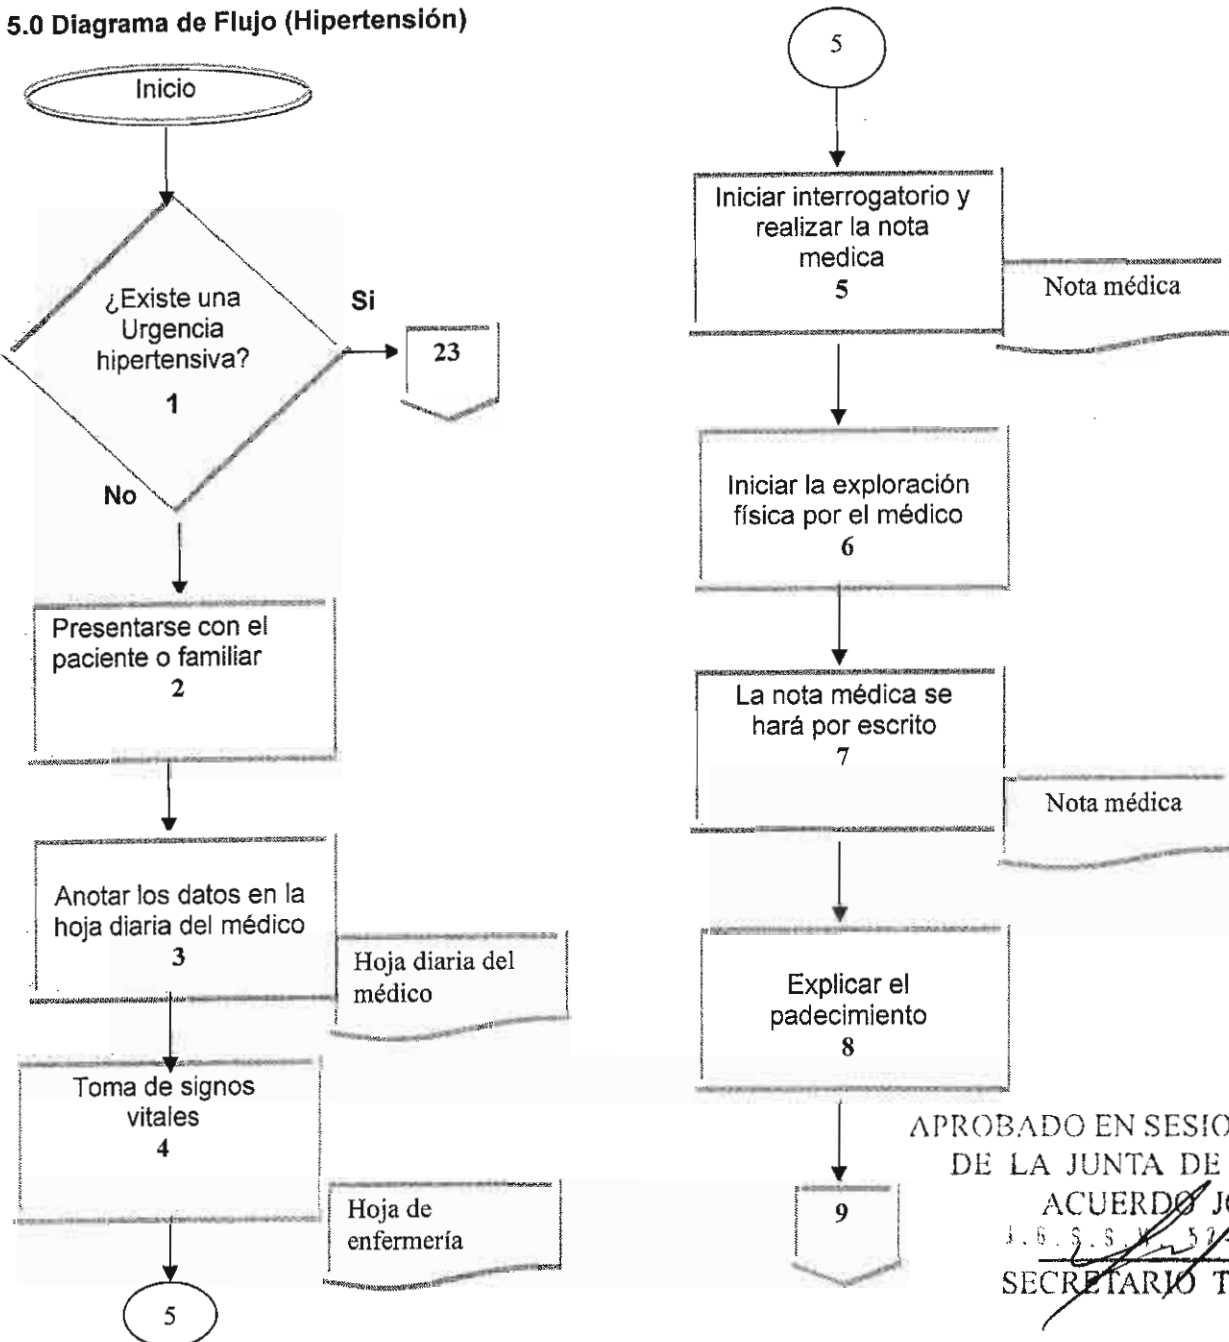 5.0 Diagrama de Flujo (Hipertensión)
Inicio
¿Existe una
Urgencia
hipertensiva?
1
Si
23
No
Presentarse con el
paciente o familiar
2
Anotar los datos en la
hoja diaria del médico
3
Hoja diaria del
médico
Toma de signos
vitales
4
Hoja de
enfermería
5
5
Iniciar interrogatorio y
realizar la nota
medica
5
Nota médica
Iniciar la exploración
física por el médico
6
La nota médica se
hará por escrito
7
Nota médica
Explicar el
padecimiento
8
9
APROBADO EN SESIO
DE LA JUNTA DE
ACUERDO
SECRETARIO T